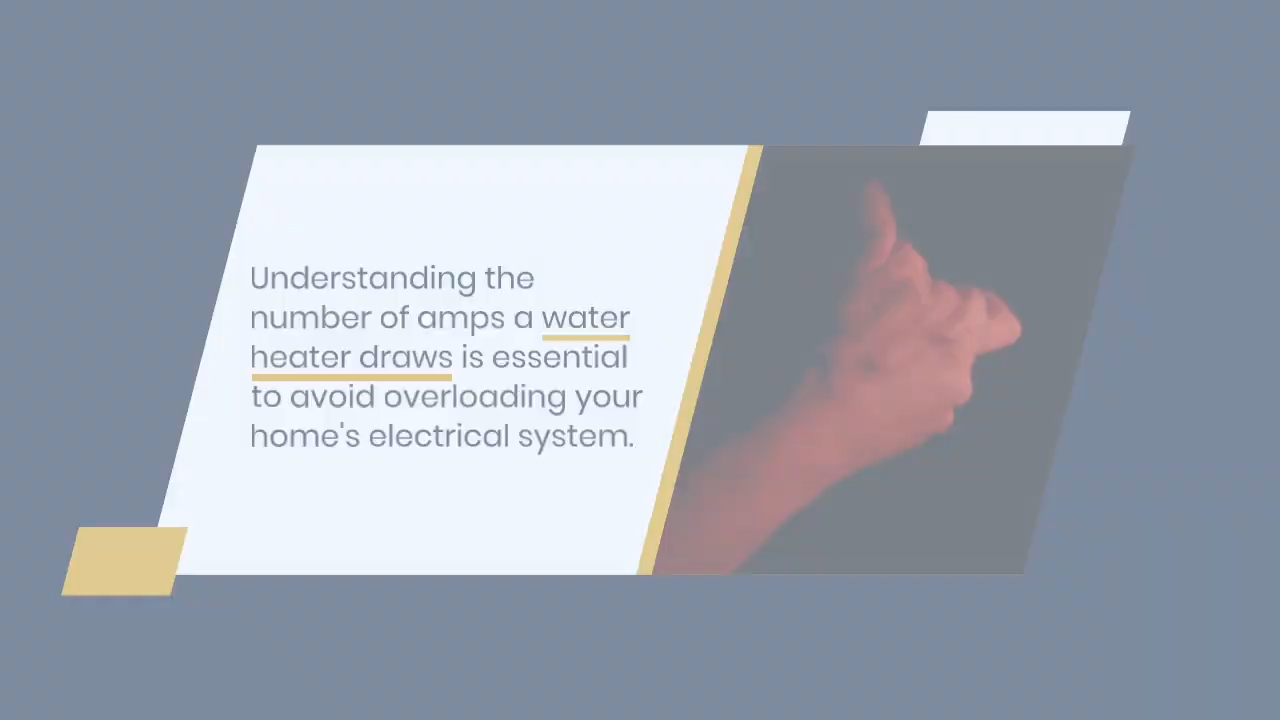 Understanding the
number of amps a water
heater draws is essential
to avoid overloading your
home's electrical system.